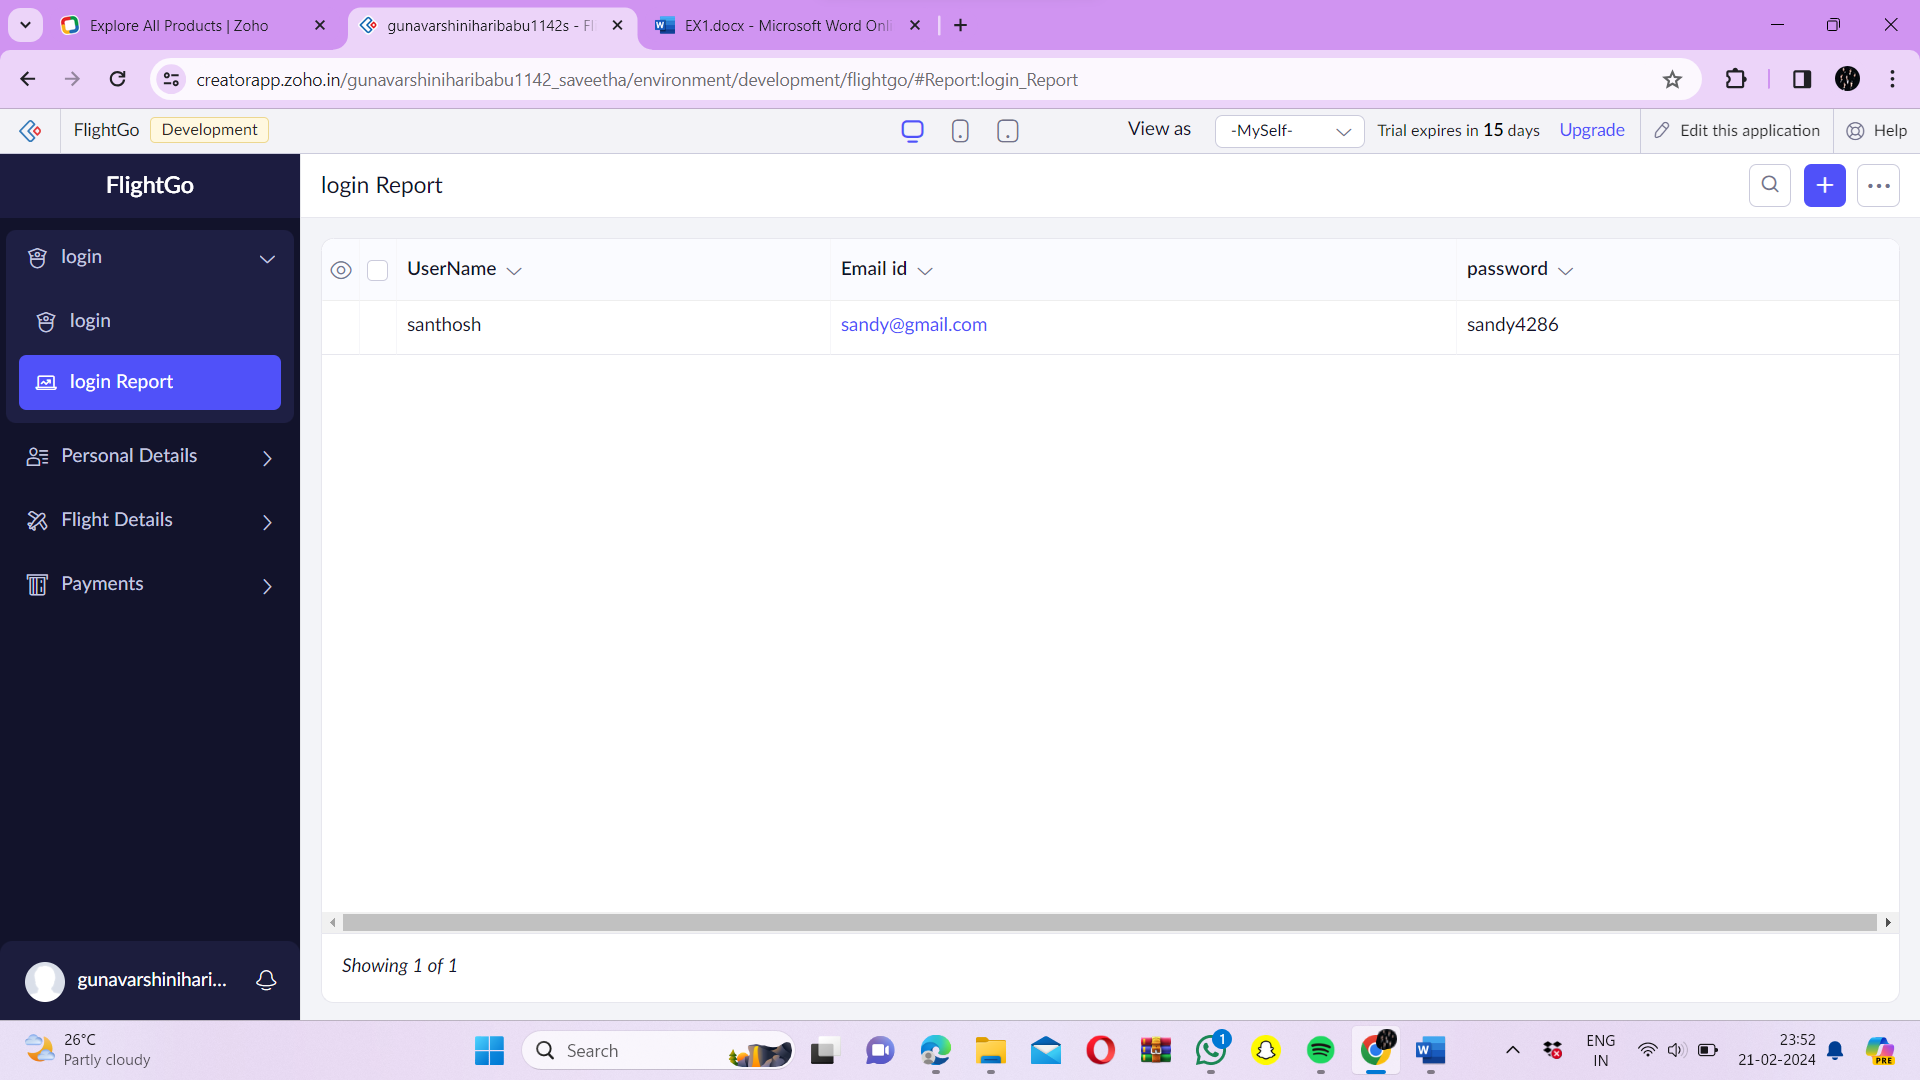 Explore All Products | Zoho
gunavarshiniharibabu1142s - Fl
EX1.docx - Microsoft Word Onli
creatorapp.zoho.in/gunavarshiniharibabu1142_saveetha/environment/development/flightgo/#Report:login_Report
FlightGo Development View as -MySelf- Trial expires in 15 days Upgrade Edit this application Help
FlightGo
login Report
login
login
login Report
Personal Details
Flight Details
Payments
UserName Email id password
santhosh sandy@gmail.com sandy4286
Showing 1 of 1
gunavarshinihari...
26°C
Partly cloudy
Search
1
ENG
IN
23:52
21-02-2024
PRE